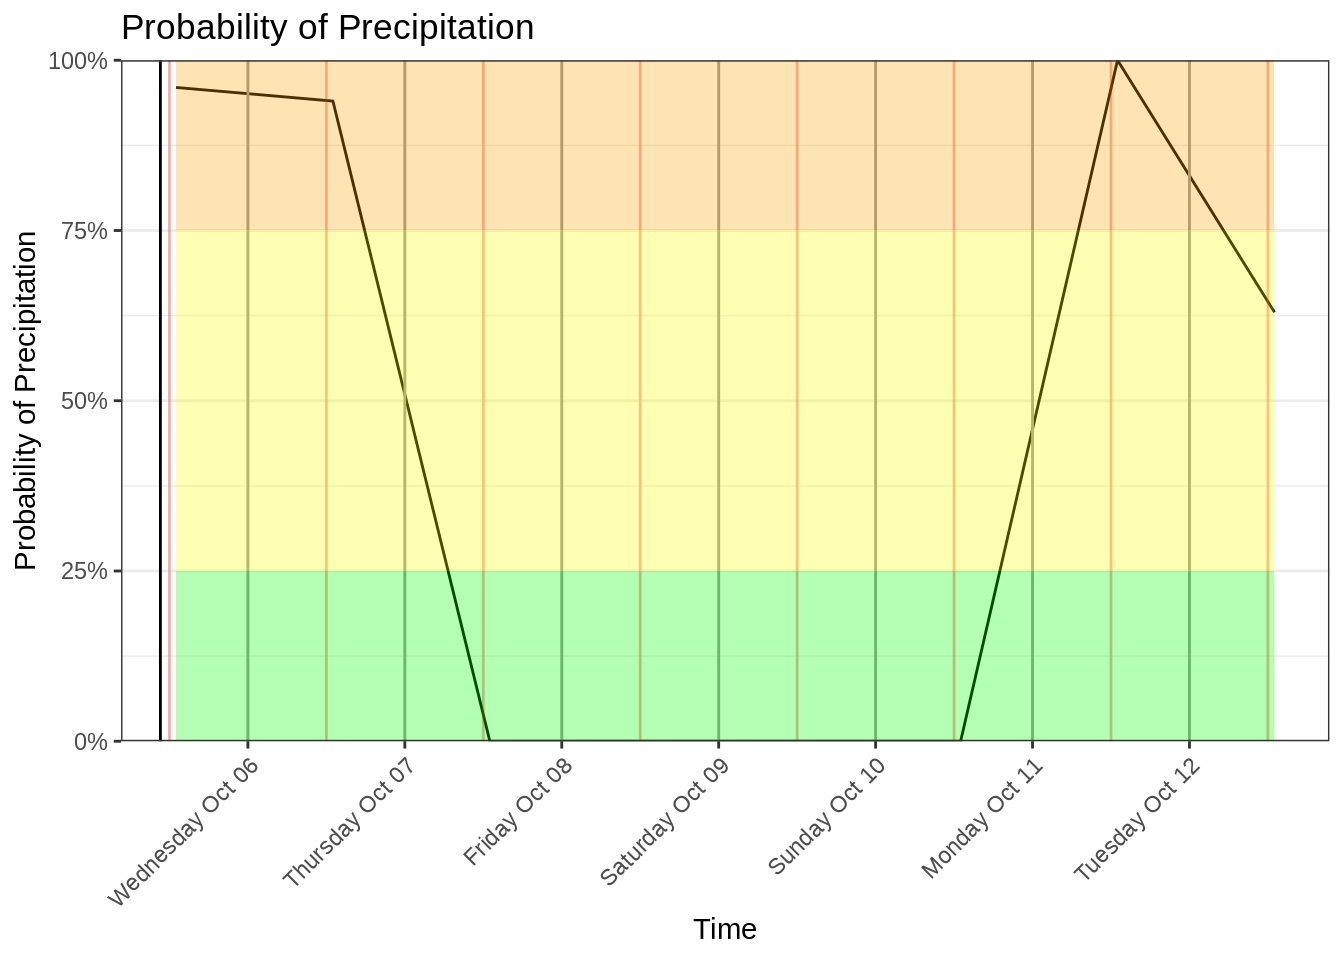 Probability of Precipitation
Probability of Precipitation
100%
75%
50%
25%
0%
Wednesday Oct 06
Thursday Oct 07
Friday Oct 08
Saturday Oct 09
Sunday Oct 10
Monday Oct 11
Tuesday Oct 12
Time